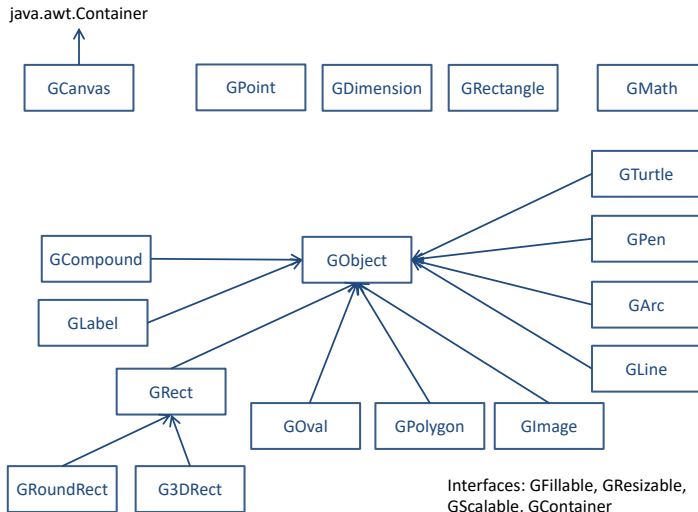 java.awt.Container
GCanvas
GPoint
GDimension
GRectangle
GMath
GTurtle
GCompound
GObject
GPen
GLabel
GArc
GRect
GLine
GOval
GPolygon
GImage
GRoundRect
G3DRect
Interfaces: GFillable, GResizable,
GScalable, GContainer